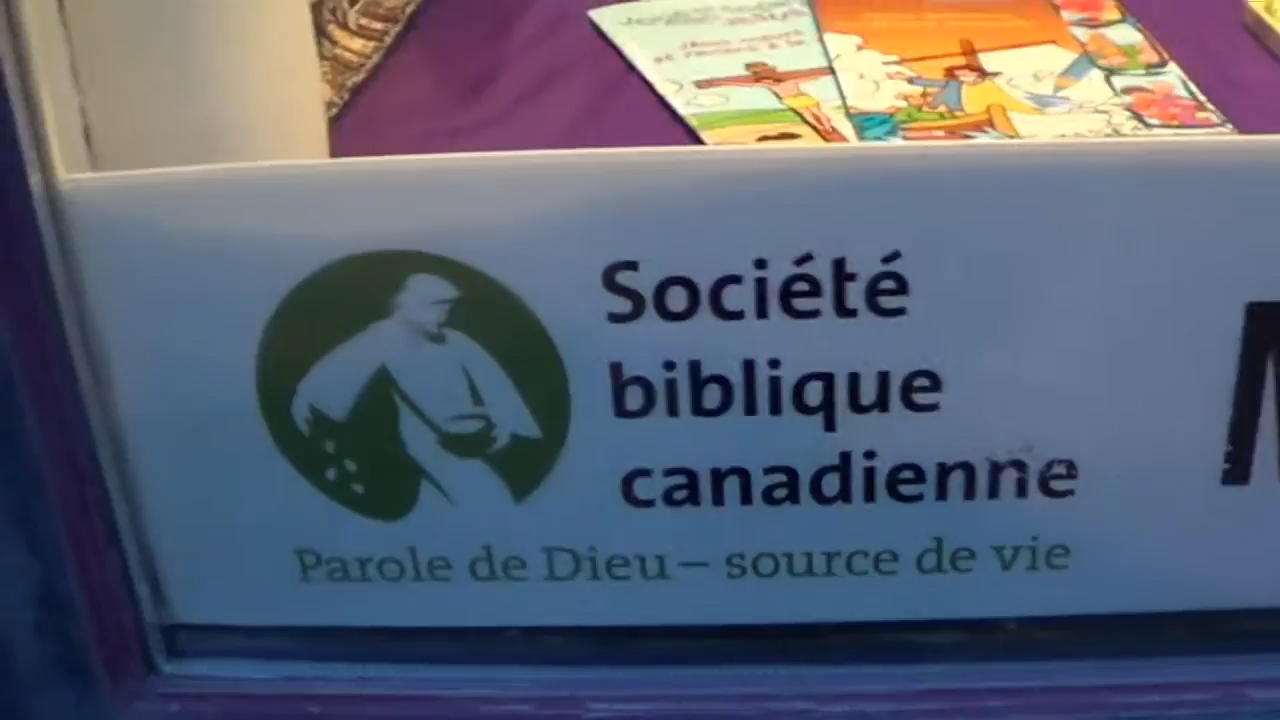 Société
biblique
canadienne
Parole de Dieu – source de vie